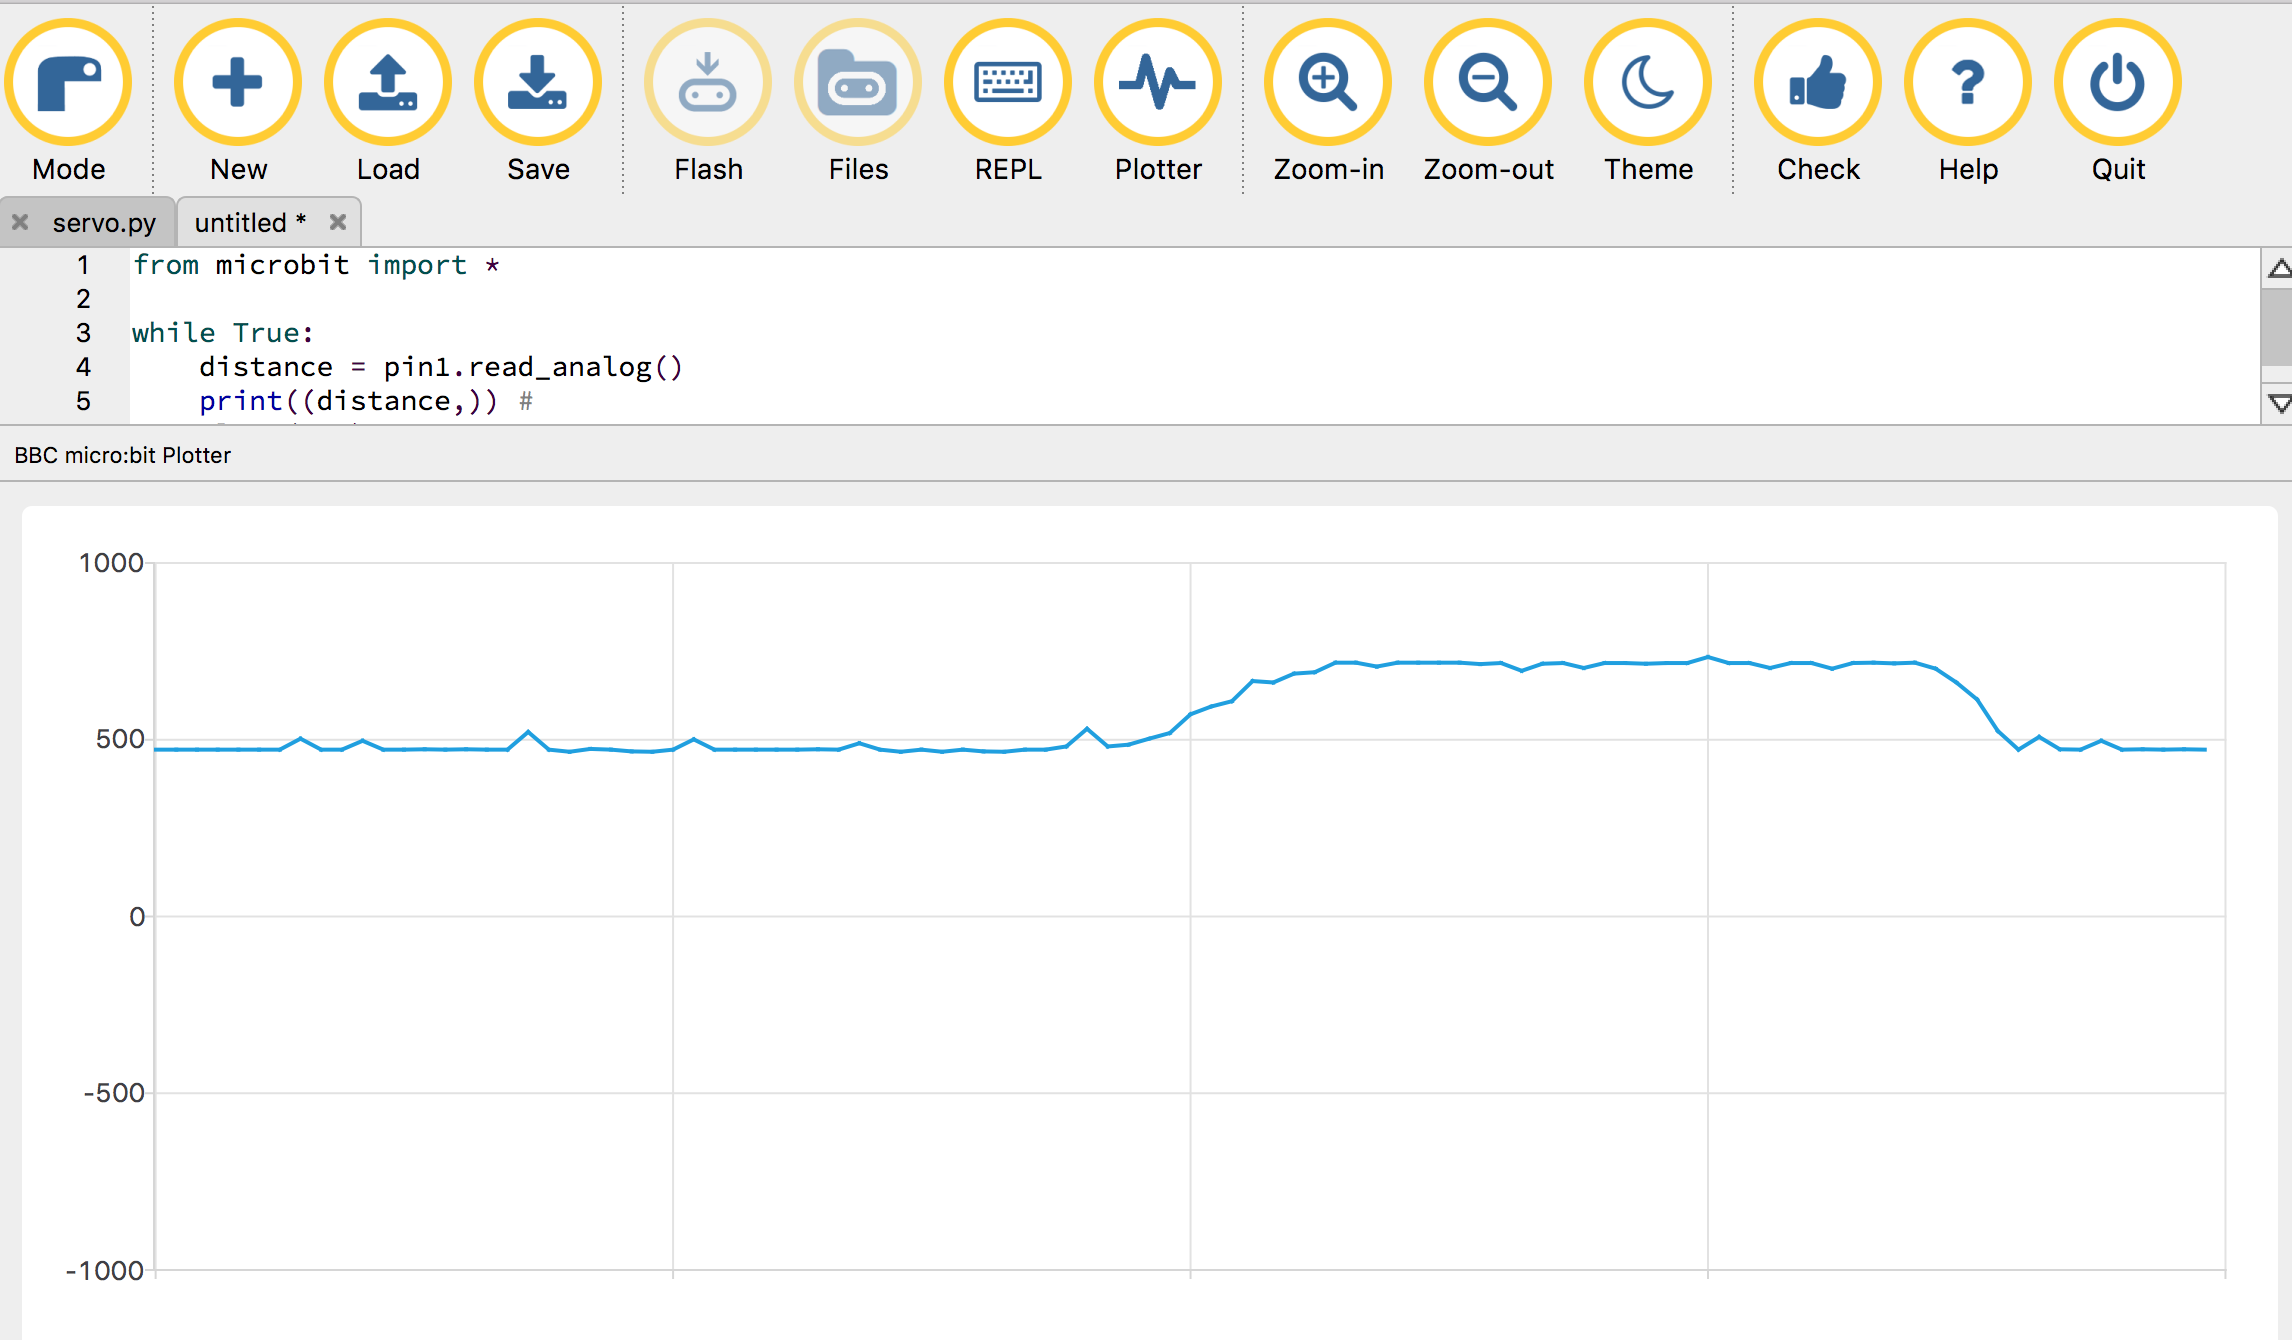 Mode New Load Save Flash Files REPL Plotter Zoom-in Zoom-out Theme Check Help Quit
servo.py untitled *
1 from microbit import *
2
3 while True:
4     distance = pin1.read_analog()
5     print((distance,)) #
BBC micro:bit Plotter
1000
500
0
-500
-1000